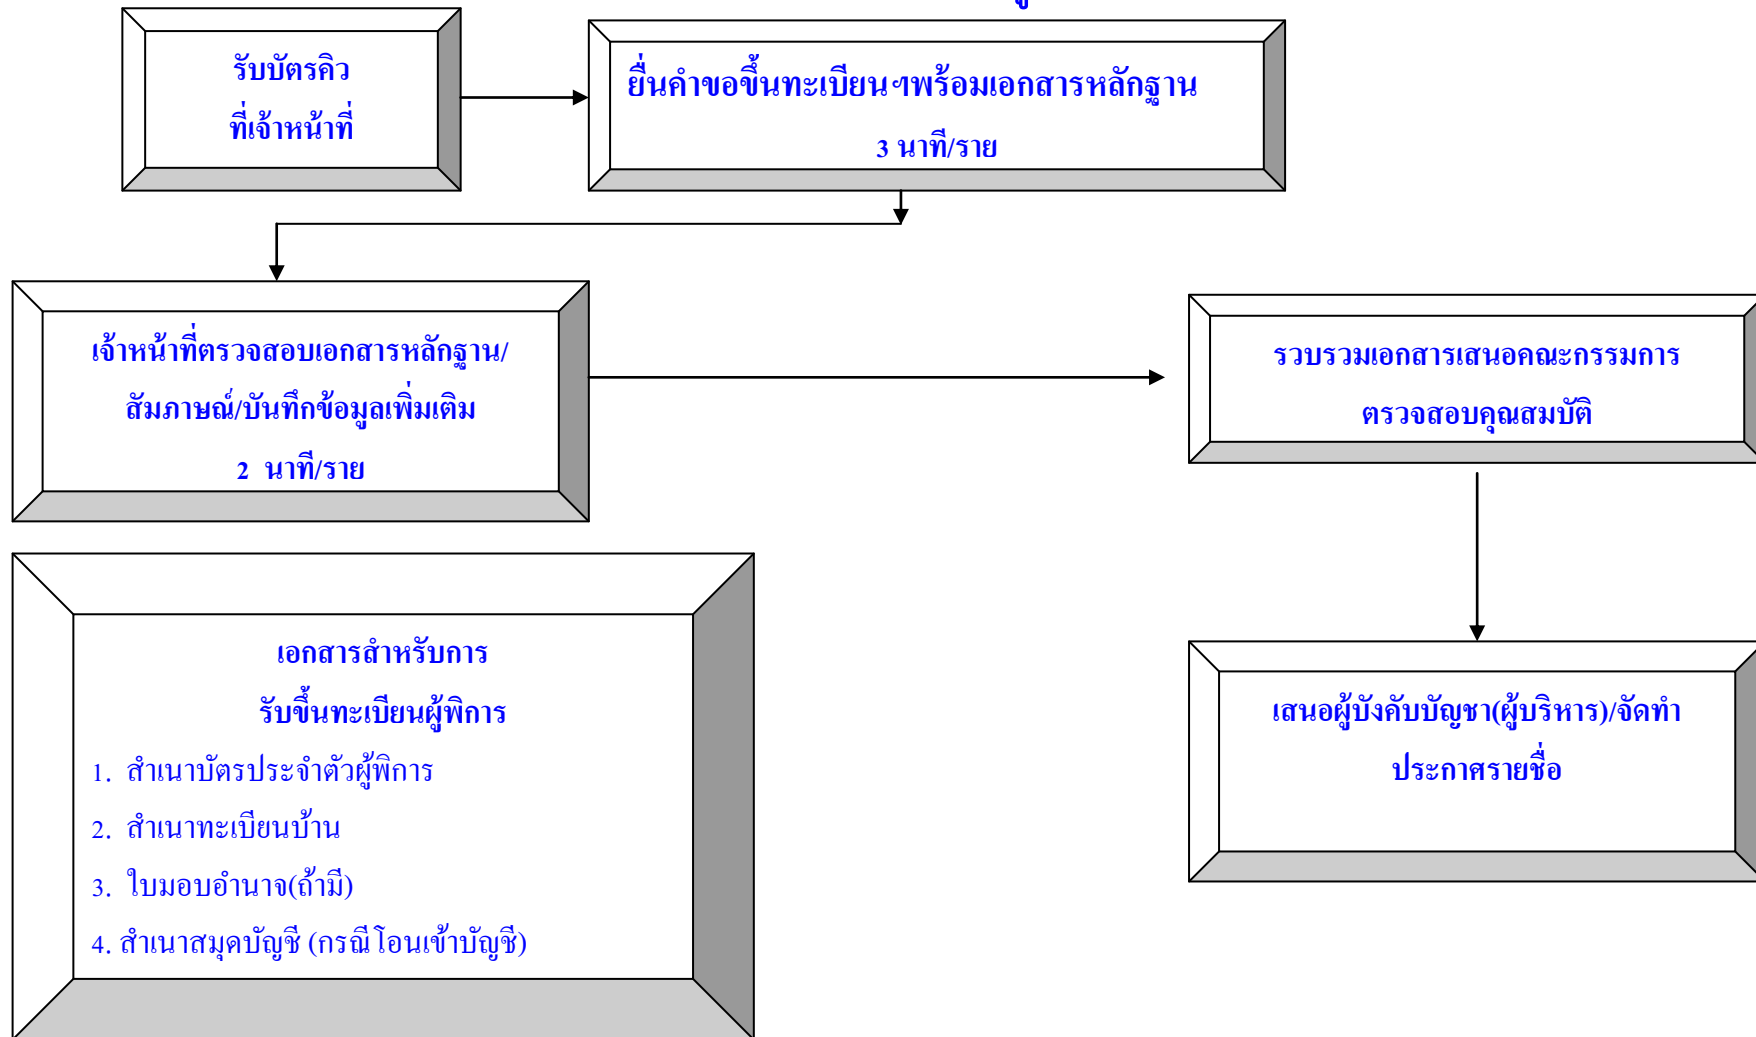 รับบัตรคิว
ที่เจ้าหน้าที่
ยื่นคำขอขึ้นทะเบียนฯพร้อมเอกสารหลักฐาน
3 นาที/ราย
เจ้าหน้าที่ตรวจสอบเอกสารหลักฐาน/
สัมภาษณ์/บันทึกข้อมูลเพิ่มเติม
2 นาที/ราย
รวบรวมเอกสารเสนอคณะกรรมการ
ตรวจสอบคุณสมบัติ
เสนอผู้บังคับบัญชา(ผู้บริหาร)/จัดทำ
ประกาศรายชื่อ
เอกสารสำหรับการ
รับขึ้นทะเบียนผู้พิการ
1. สำเนาบัตรประจำตัวผู้พิการ
2. สำเนาทะเบียนบ้าน
3. ใบมอบอำนาจ(ถ้ามี)
4. สำเนาสมุดบัญชี (กรณีโอนเข้าบัญชี)